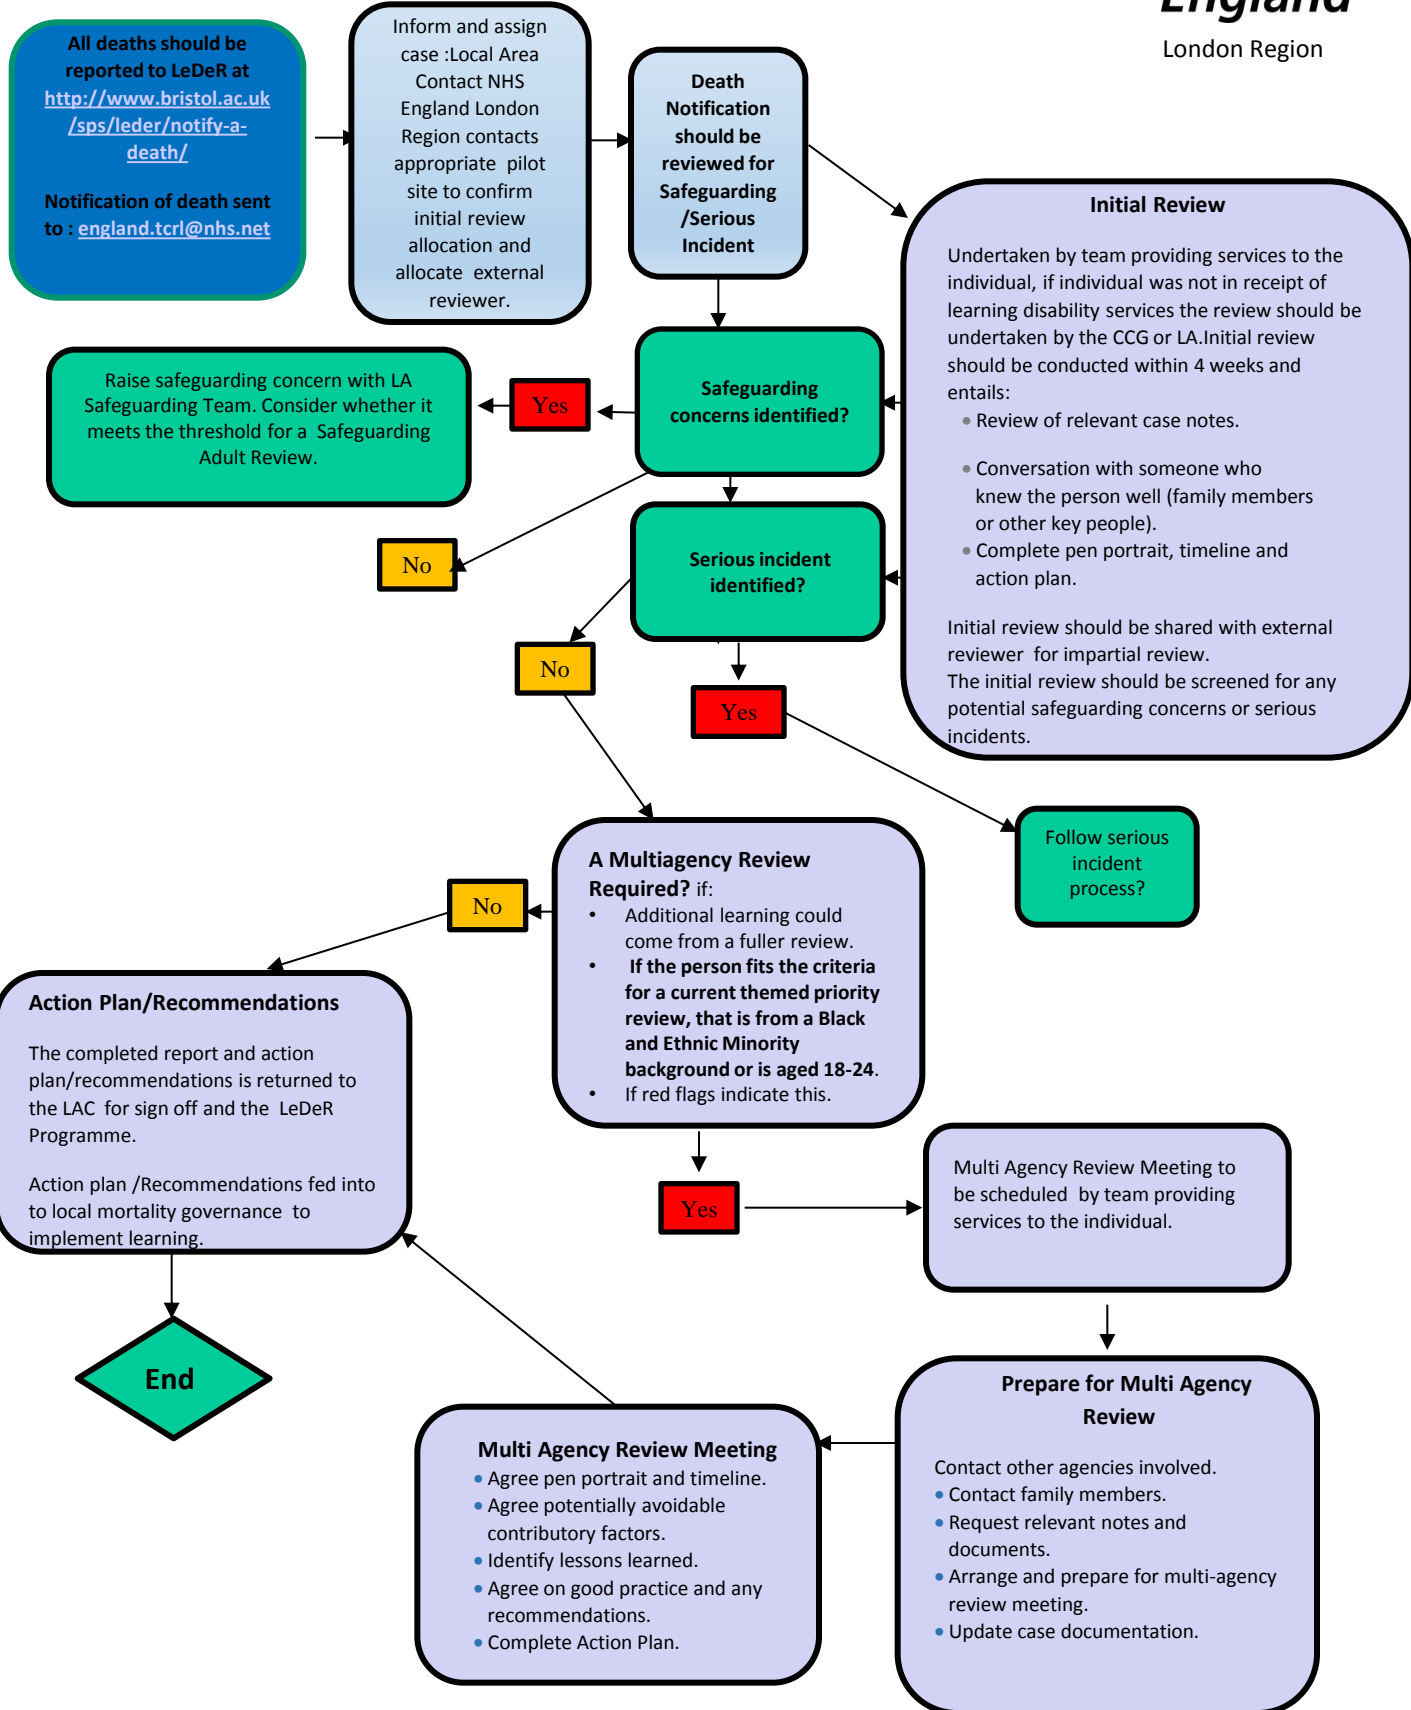 England
London Region
All deaths should be
reported to LeDeR at
http://www.bristol.ac.uk
/sps/leder/notify-a-
death/
Notification of death sent
to : england.tcrl@nhs.net
Inform and assign
case :Local Area
Contact NHS
England London
Region contacts
appropriate pilot
site to confirm
initial review
allocation and
allocate external
reviewer.
Death
Notification
should be
reviewed for
Safeguarding
/Serious
Incident
Initial Review
Undertaken by team providing services to the
individual, if individual was not in receipt of
learning disability services the review should be
undertaken by the CCG or LA.Initial review
should be conducted within 4 weeks and
entails:
• Review of relevant case notes.
• Conversation with someone who
knew the person well (family members
or other key people).
• Complete pen portrait, timeline and
action plan.
Initial review should be shared with external
reviewer for impartial review.
The initial review should be screened for any
potential safeguarding concerns or serious
incidents.
Safeguarding
concerns identified?
Yes
Raise safeguarding concern with LA
Safeguarding Team. Consider whether it
meets the threshold for a Safeguarding
Adult Review.
No
Serious incident
identified?
No
Yes
Follow serious
incident
process?
A Multiagency Review
Required? if:
• Additional learning could
come from a fuller review.
• If the person fits the criteria
for a current themed priority
review, that is from a Black
and Ethnic Minority
background or is aged 18-24.
• If red flags indicate this.
No
Action Plan/Recommendations
The completed report and action
plan/recommendations is returned to
the LAC for sign off and the LeDeR
Programme.
Action plan /Recommendations fed into
to local mortality governance to
implement learning.
End
Yes
Multi Agency Review Meeting to
be scheduled by team providing
services to the individual.
Prepare for Multi Agency
Review
Contact other agencies involved.
• Contact family members.
• Request relevant notes and
documents.
• Arrange and prepare for multi-agency
review meeting.
• Update case documentation.
Multi Agency Review Meeting
• Agree pen portrait and timeline.
• Agree potentially avoidable
contributory factors.
• Identify lessons learned.
• Agree on good practice and any
recommendations.
• Complete Action Plan.